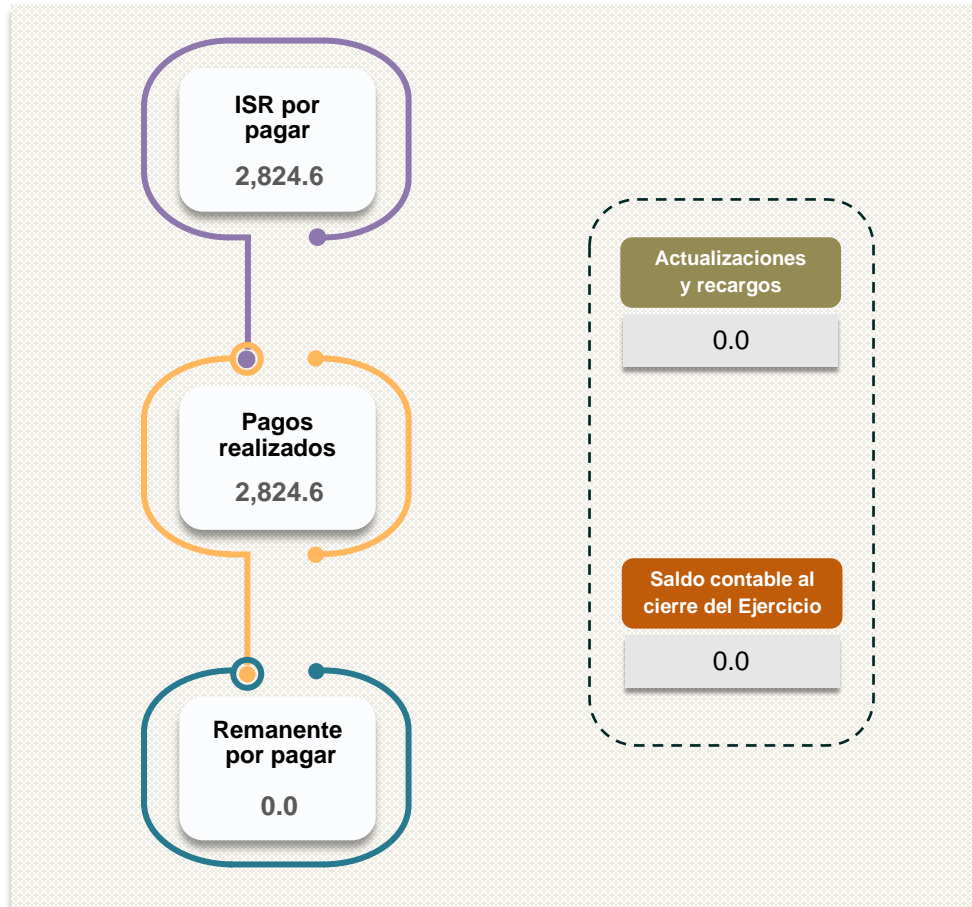 ISR por
pagar
2,824.6
Pagos
realizados
2,824.6
Remanente
por pagar
0.0
Actualizaciones
y recargos
0.0
Saldo contable al
cierre del Ejercicio
0.0